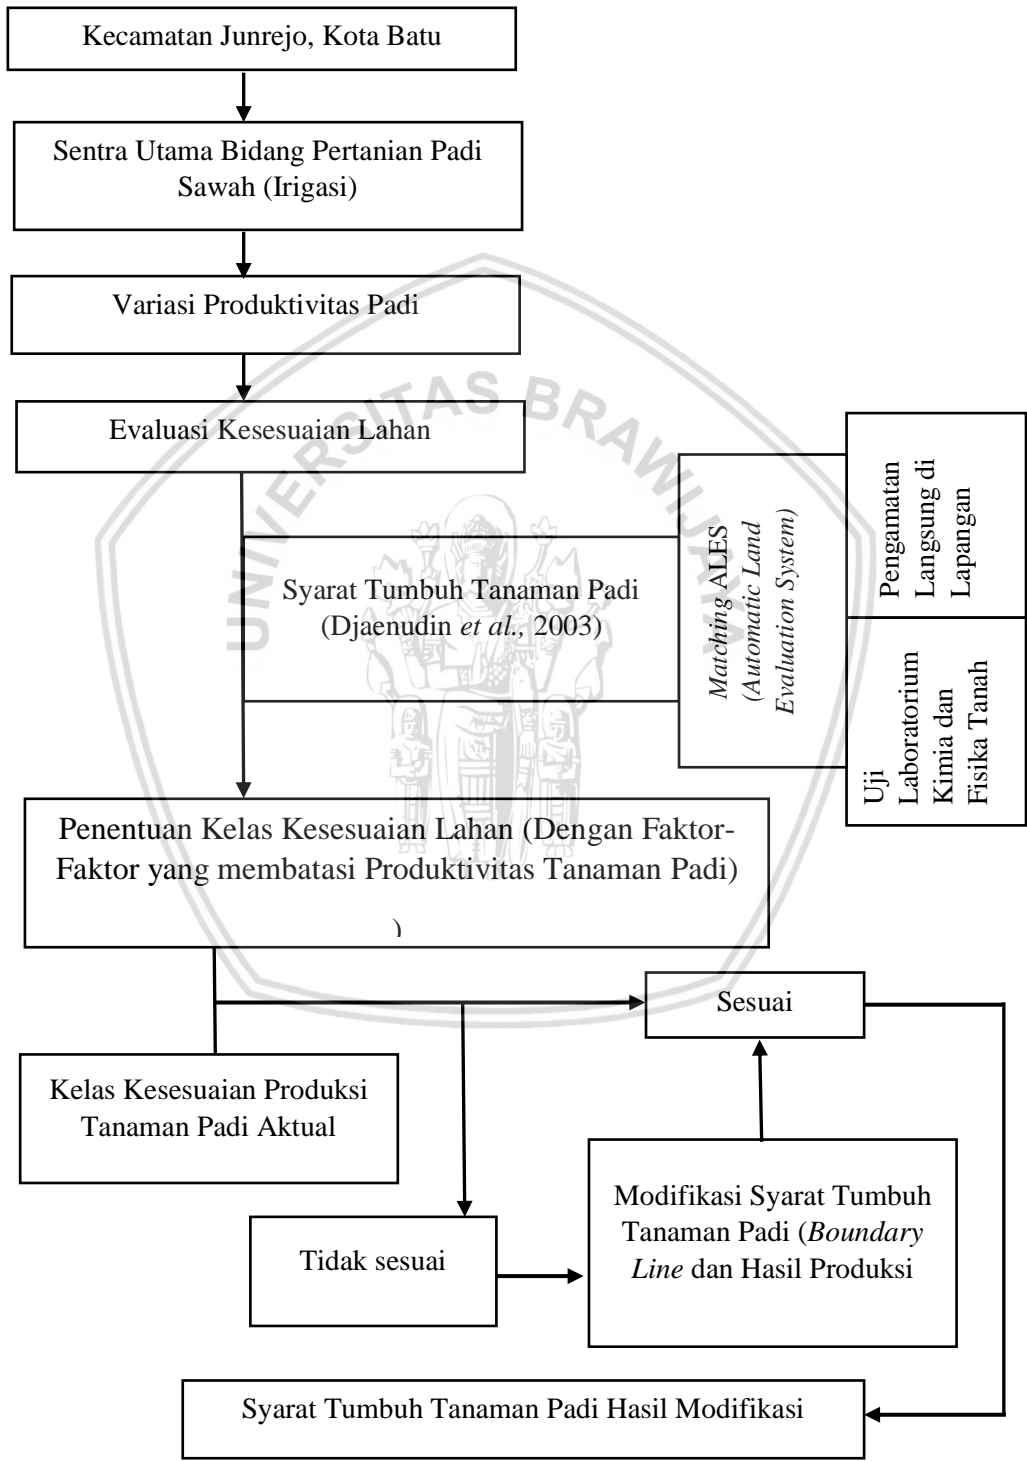 Kecamatan Junrejo, Kota Batu
Sentra Utama Bidang Pertanian Padi
Sawah (Irigasi)
Variasi Produktivitas Padi
UNIVERSITAS BRAWIJAYA
Evaluasi Kesesuaian Lahan
Syarat Tumbuh Tanaman Padi
(Djaenudin et al., 2003)
Matching ALES
(Automatic Land
Evaluation System)
Pengamatan
Langsung di
Lapangan
Uji
Laboratorium
Kimia dan
Fisika Tanah
Penentuan Kelas Kesesuaian Lahan (Dengan Faktor-
Faktor yang membatasi Produktivitas Tanaman Padi)
)
Sesuai
Kelas Kesesuaian Produksi
Tanaman Padi Aktual
Modifikasi Syarat Tumbuh
Tanaman Padi (Boundary
Line dan Hasil Produksi
Tidak sesuai
Syarat Tumbuh Tanaman Padi Hasil Modifikasi